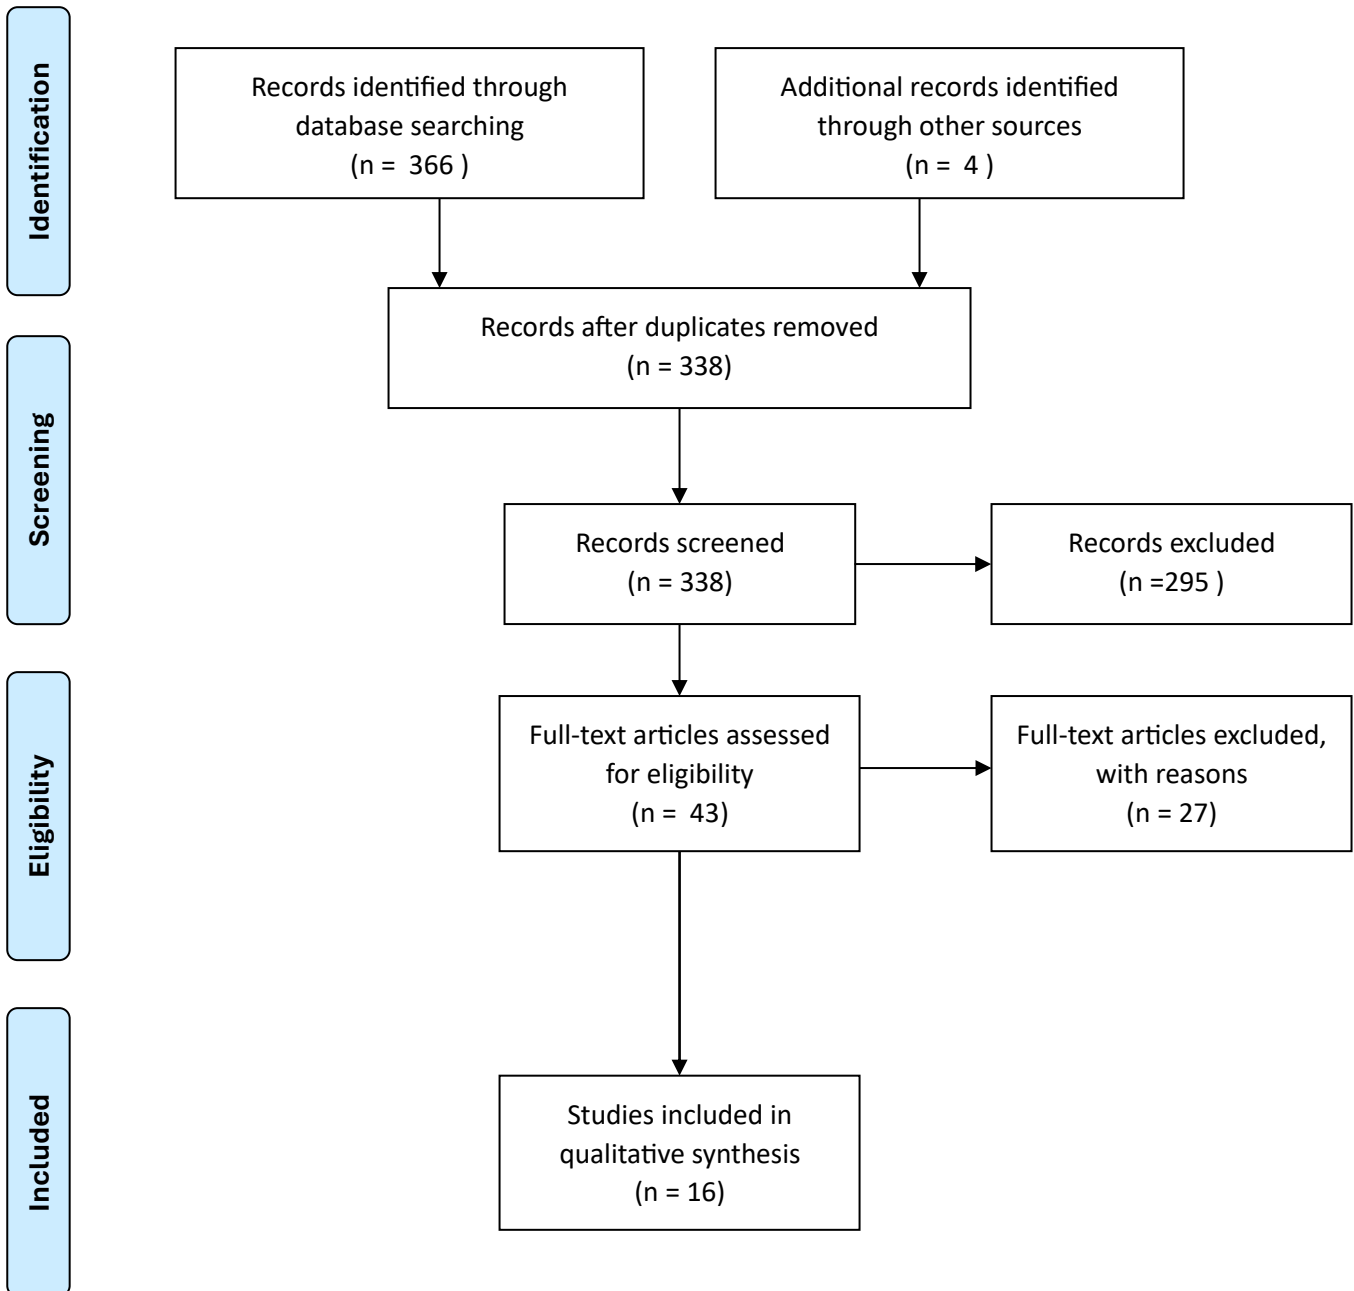 Identification
Records identified through
database searching
(n =  366 )
Additional records identified
through other sources
(n =  4 )
Records after duplicates removed
(n = 338)
Screening
Records screened
(n = 338)
Records excluded
(n =295 )
Eligibility
Full-text articles assessed
for eligibility
(n =  43)
Full-text articles excluded,
with reasons
(n = 27)
Included
Studies included in
qualitative synthesis
(n = 16)